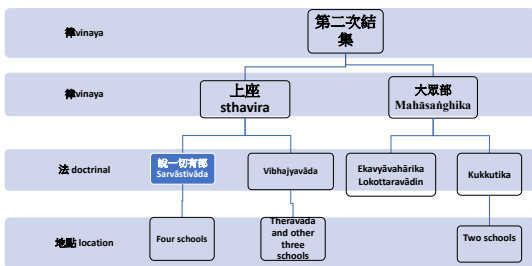 律vinaya
第二次結
集
律vinaya
上座
sthavira
大眾部
Mahāsaṅghika
法 doctrinal
說一切有部
Sarvāstivāda
Vibhajyavāda
Ekavyāvahārika
Lokottaravādin
Kukkutika
地點 location
Four schools
Theravada
and other
three
schools
Two schools